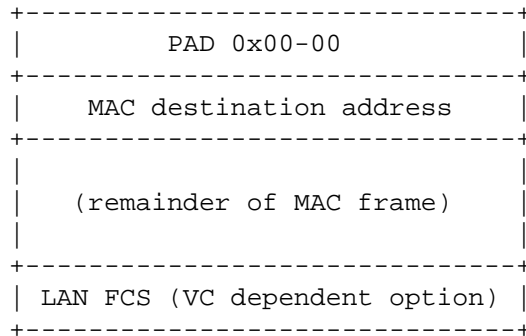 PAD 0x00-00
MAC destination address
(remainder of MAC frame)
LAN FCS (VC dependent option)